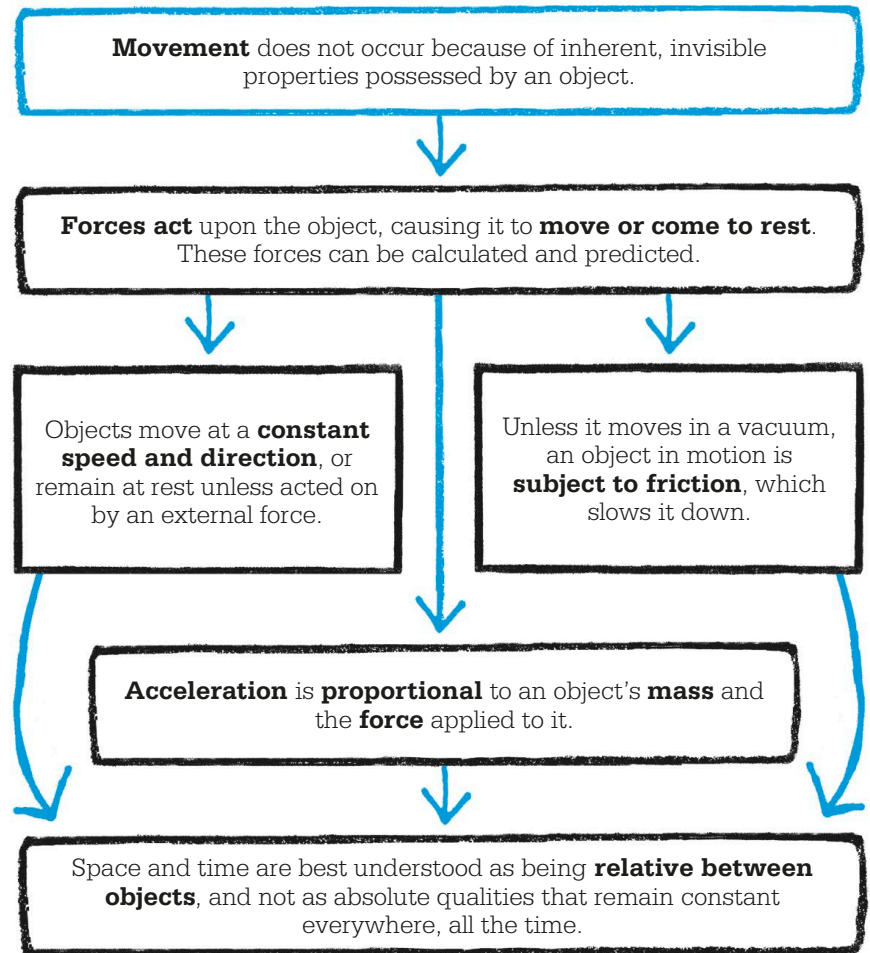 Movement does not occur because of inherent, invisible
properties possessed by an object.
Forces act upon the object, causing it to move or come to rest.
These forces can be calculated and predicted.
Objects move at a constant
speed and direction, or
remain at rest unless acted on
by an external force.
Unless it moves in a vacuum,
an object in motion is
subject to friction, which
slows it down.
Acceleration is proportional to an object's mass and
the force applied to it.
Space and time are best understood as being relative between
objects, and not as absolute qualities that remain constant
everywhere, all the time.